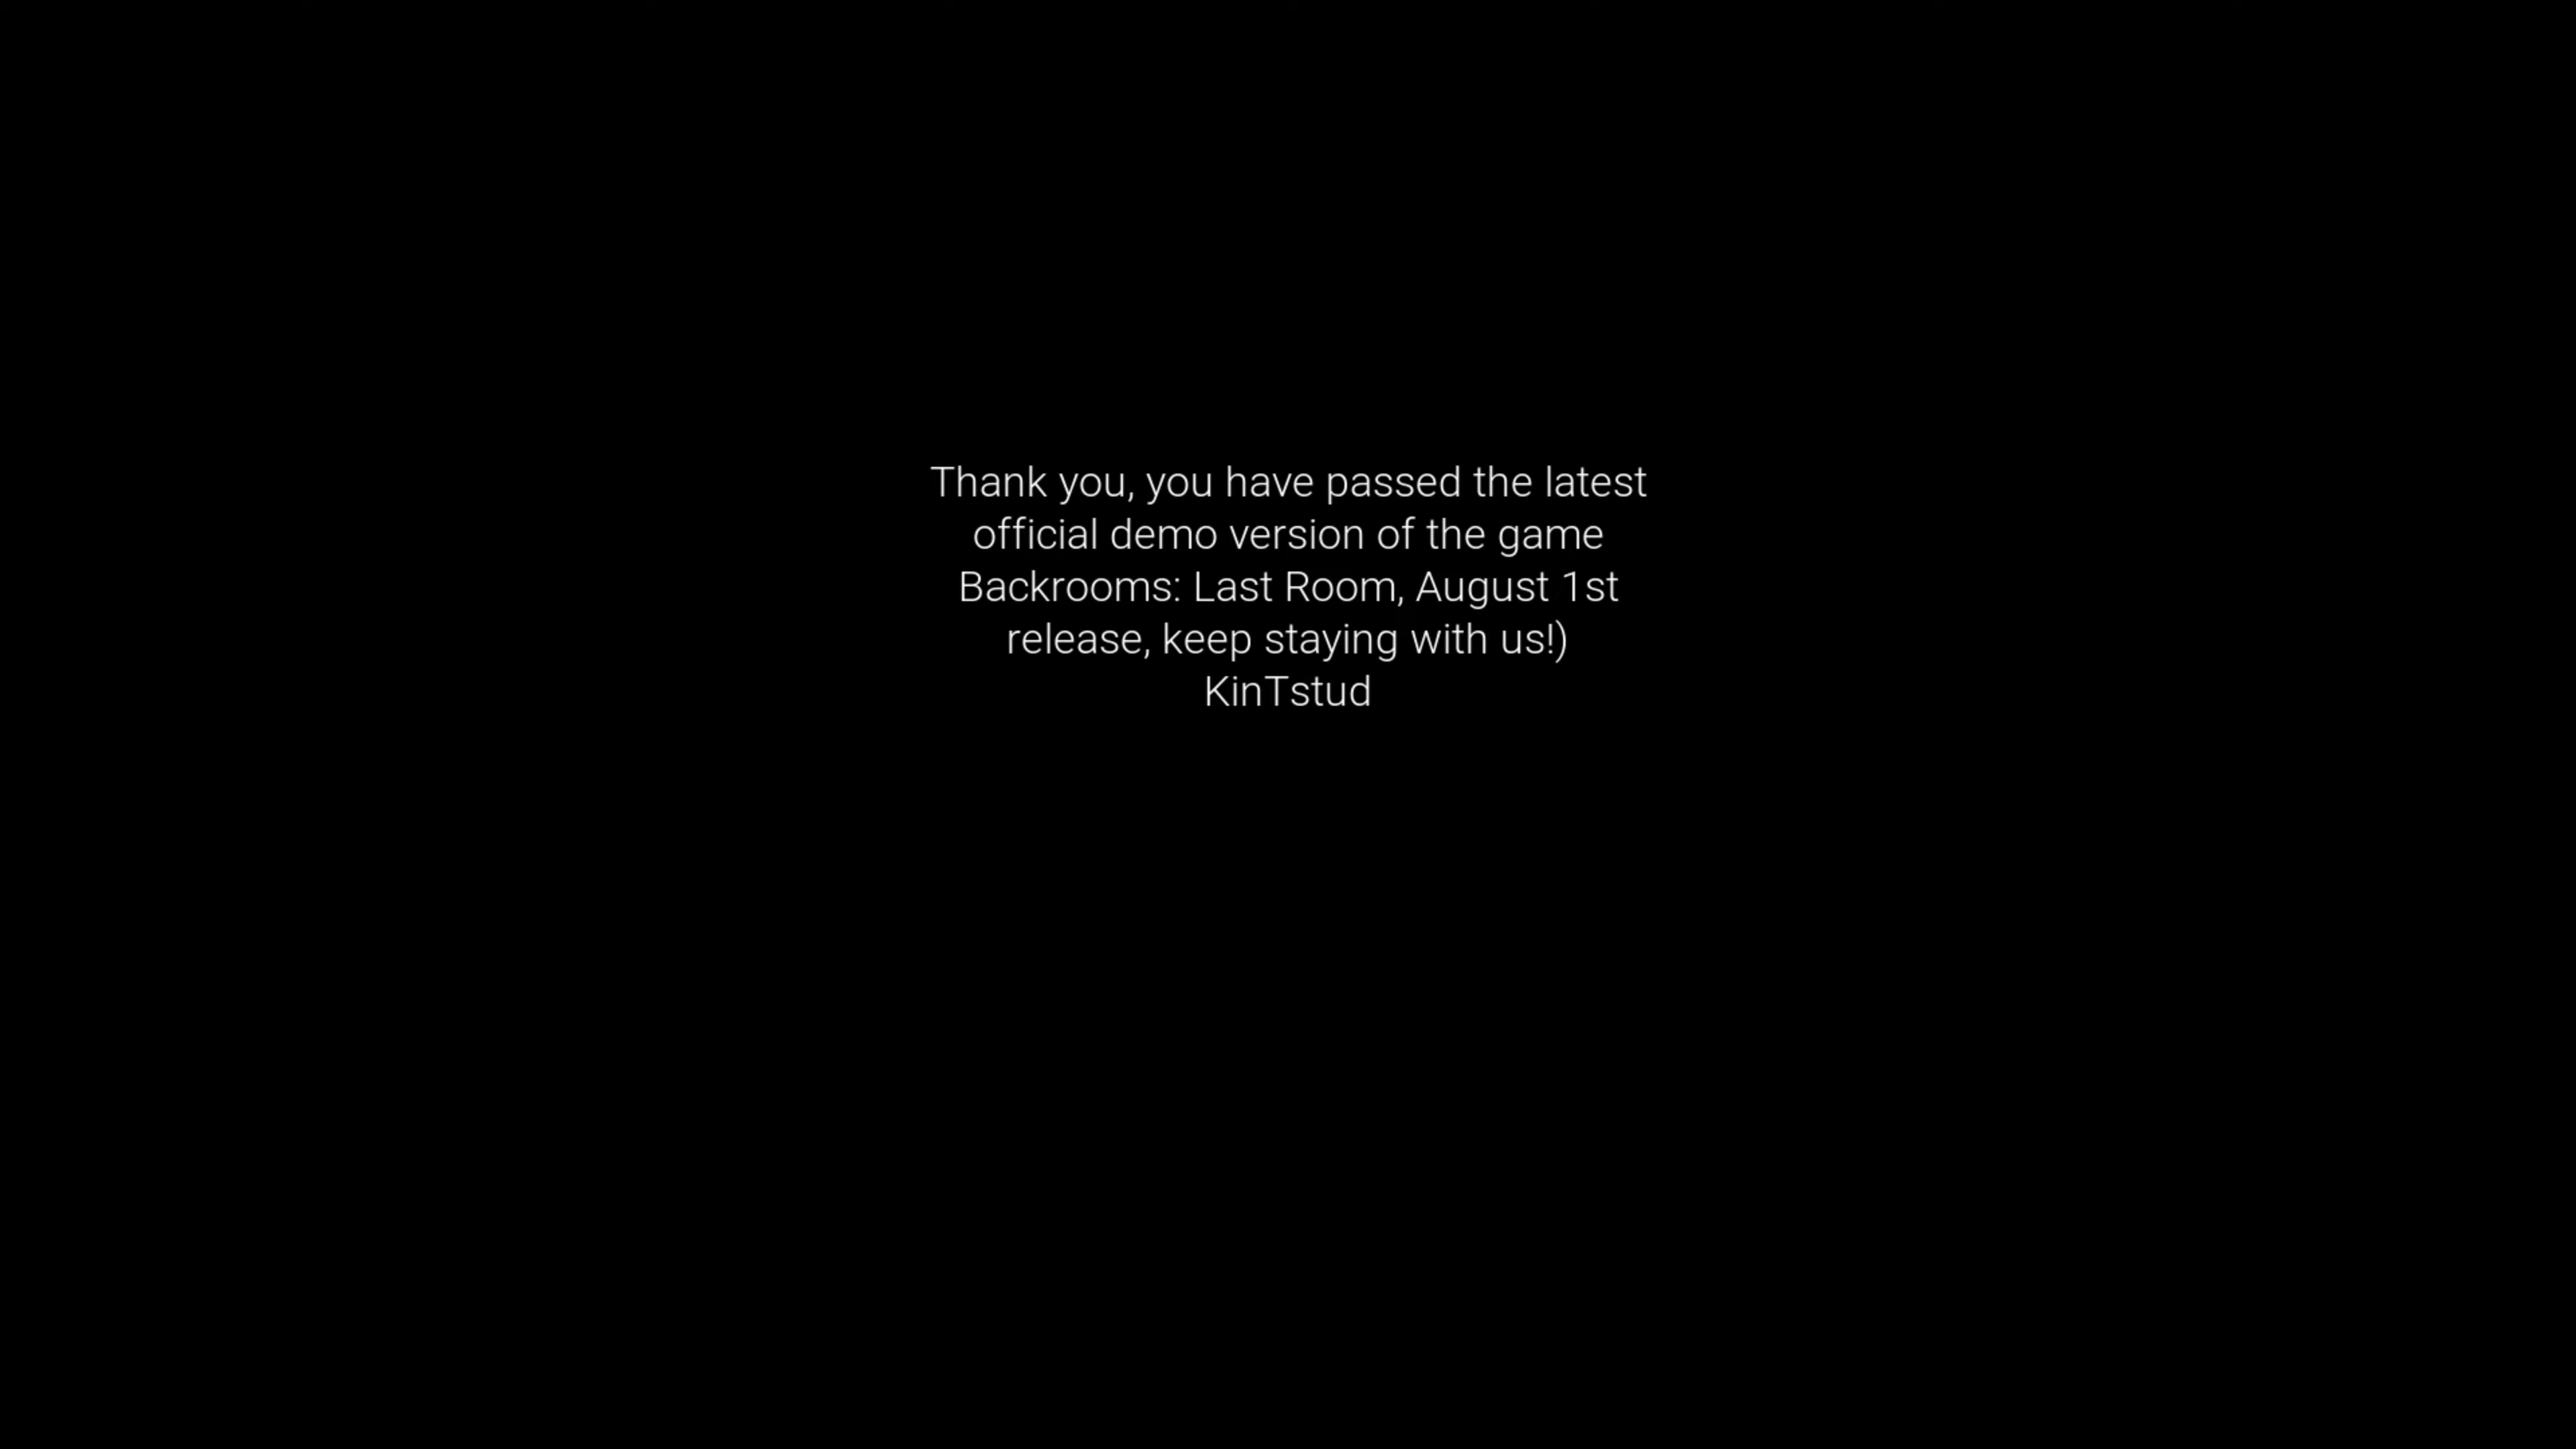 Thank you, you have passed the latest
official demo version of the game
Backrooms: Last Room, August 1st
release, keep staying with us!)
KinTstud